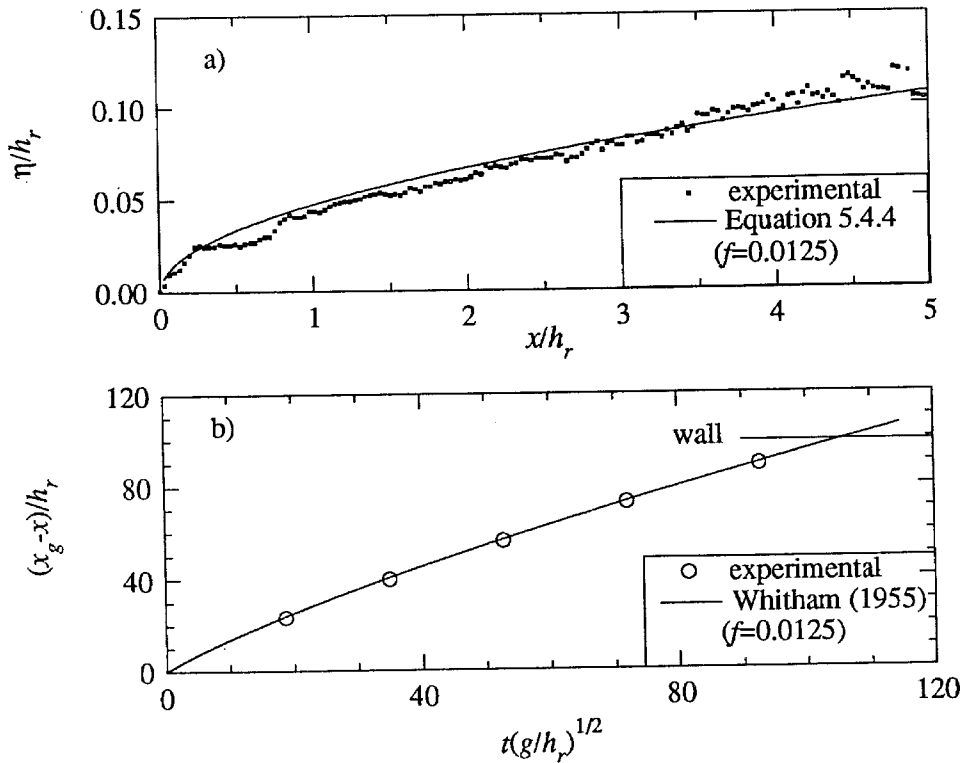 0.15
a)
0.10
0.05
0.00
η/h_r
experimental
Equation 5.4.4
(f=0.0125)
0 1 2 3 4 5
x/h_r
120
b)
wall
80
40
0
(x_g-x)/h_r
experimental
Whitham (1955)
(f=0.0125)
0 40 80 120
t(g/h_r)^{1/2}